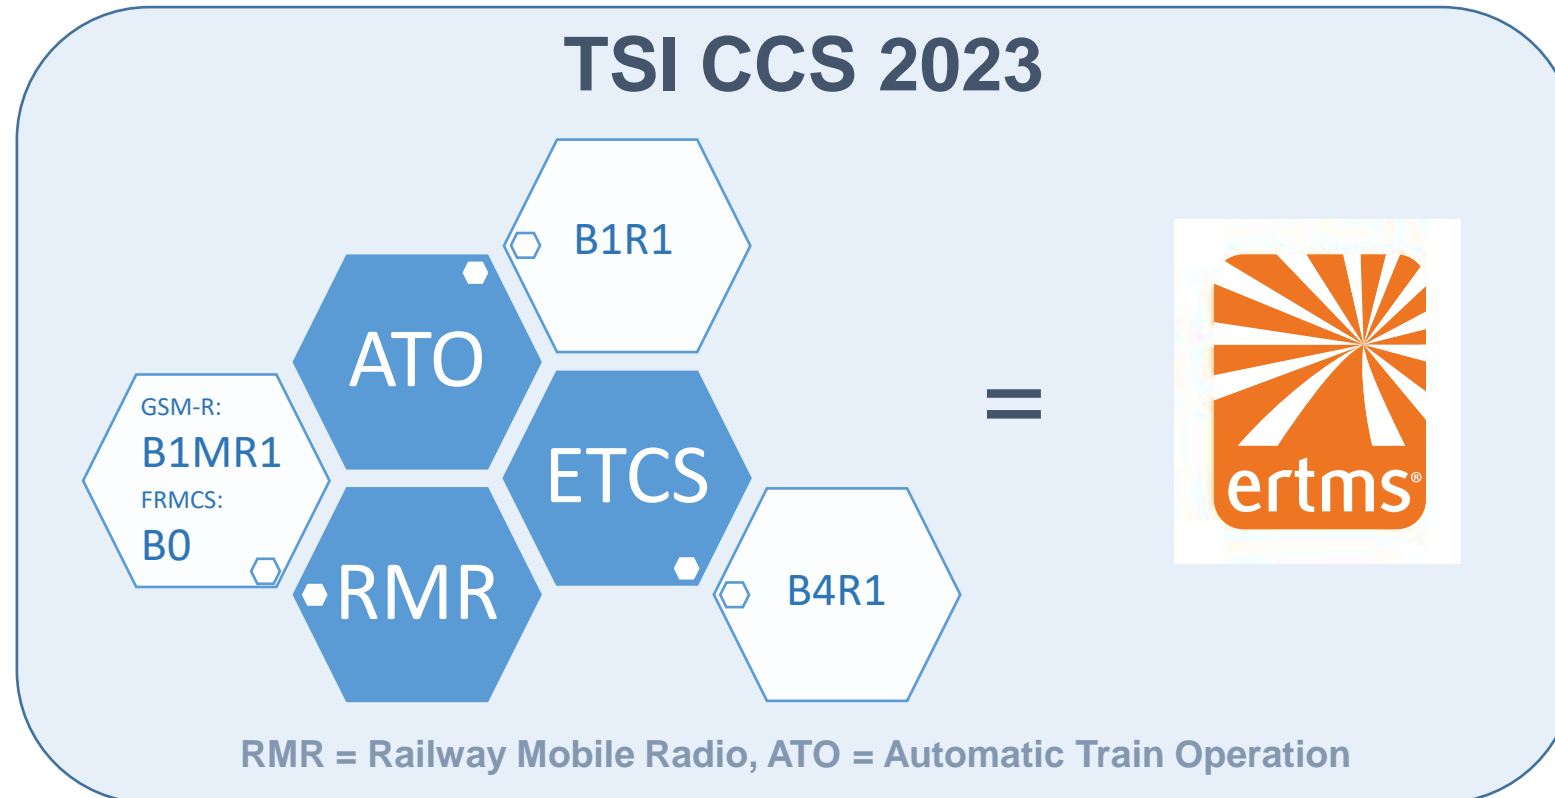 TSI CCS 2023
B1R1
ATO
GSM-R:
B1MR1
FRMCS:
B0
ETCS
RMR
B4R1
=
ertms®
RMR = Railway Mobile Radio, ATO = Automatic Train Operation